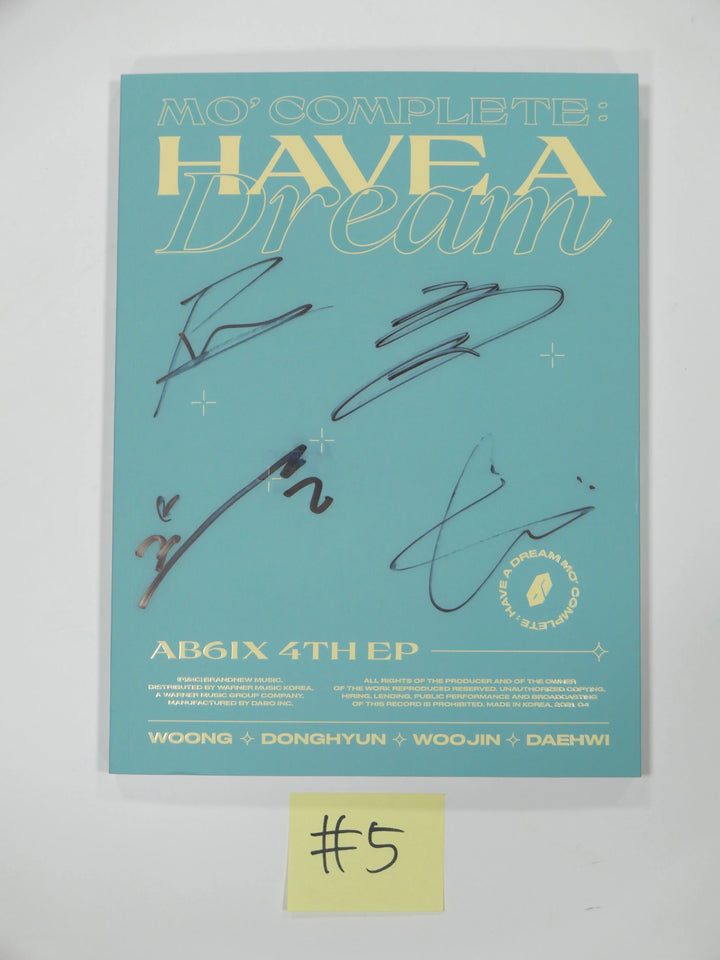 MO' COMPLETE:
HAVE A
Dream
HAVE A DREAM MO' COMPLETE:
AB6IX 4TH EP
(P)&(C) BRANDNEW MUSIC.
DISTRIBUTED BY WARNER MUSIC KOREA.
A WARNER MUSIC GROUP COMPANY.
MANUFACTURED BY DABO INC.
ALL RIGHTS OF THE PRODUCER AND OF THE OWNER
OF THE WORK REPRODUCED RESERVED. UNAUTHORIZED COPYING,
HIRING, LENDING, PUBLIC PERFORMANCE AND BROADCASTING
OF THIS RECORD IS PROHIBITED. MADE IN KOREA. 2021. 04
WOONG ✧ DONGHYUN ✧ WOOJIN ✧ DAEHWI
#5